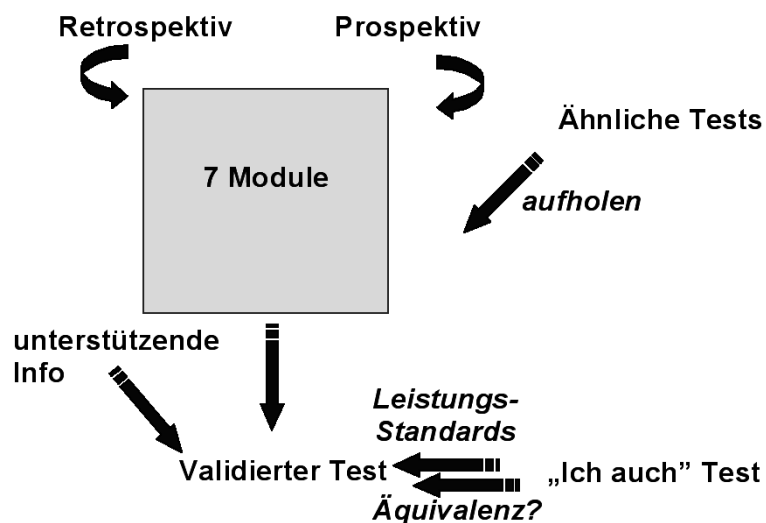 Retrospektiv
Prospektiv
Ähnliche Tests
7 Module
aufholen
unterstützende
Info
Leistungs-
Standards
Validierter Test
„Ich auch” Test
Äquivalenz?